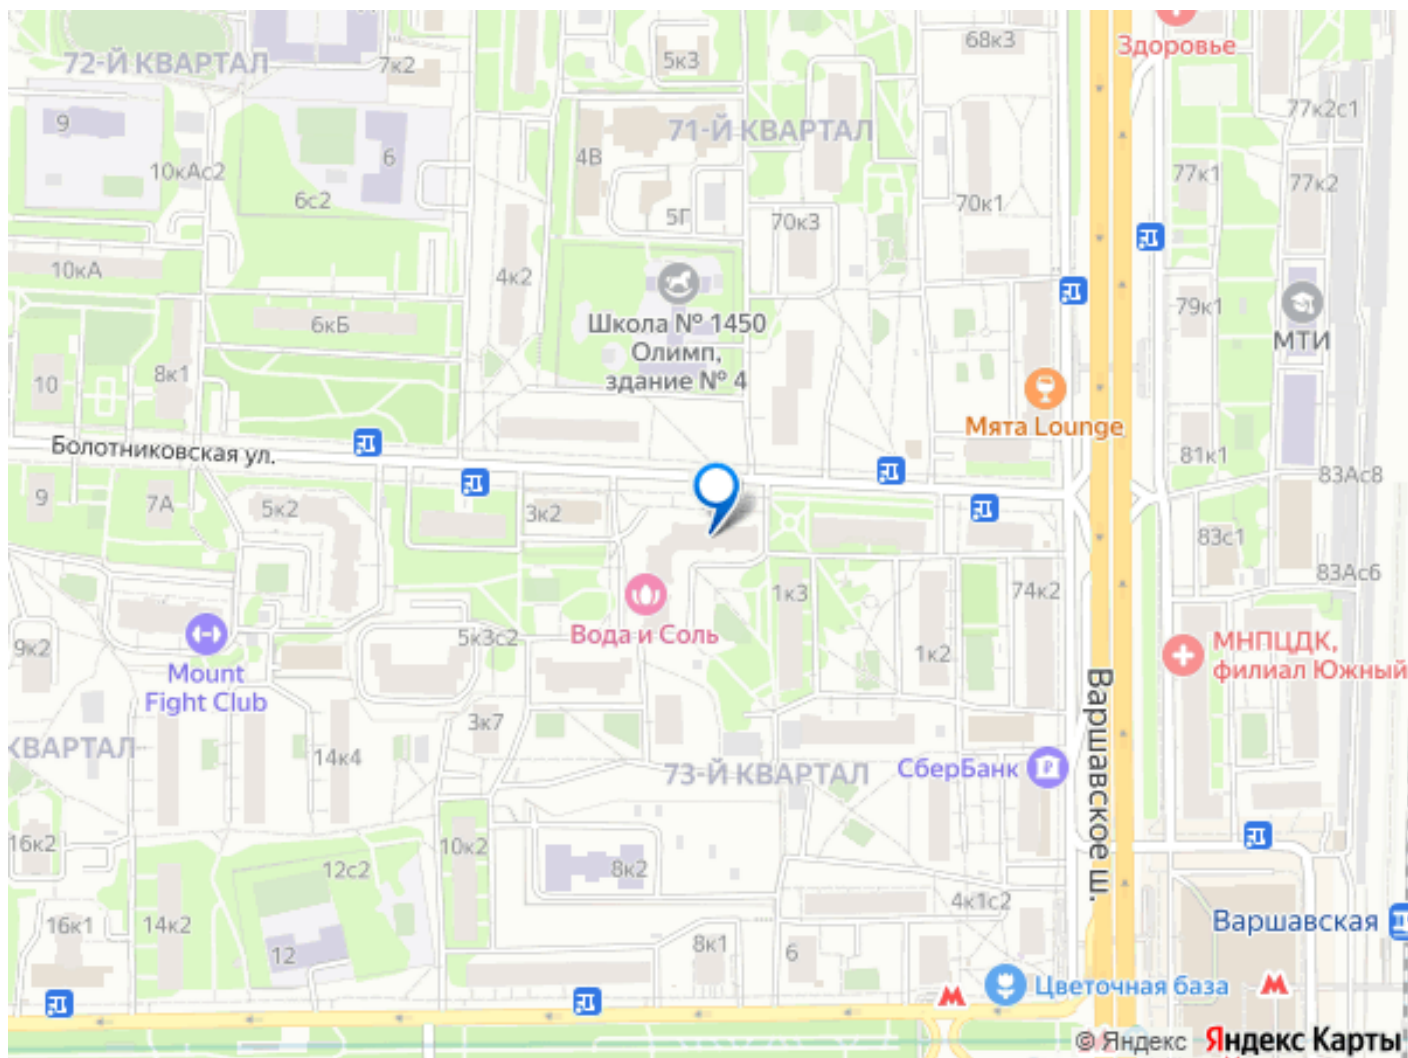 68к3
Здоровье
5к3
72-Й КВАРТАЛ
7к2
77к2с1
9
71-Й КВАРТАЛ
6
4В
10кАс2
77к1
77к2
6с2
70к1
5Г
70к3
10кА
4к2
79к1
6кБ
Школа № 1450
Олимп,
здание № 4
МТИ
8к1
10
Мята Lounge
Болотниковская ул.
81к1
83Ас8
9
7А
5к2
3к2
83с1
83Ас6
1к3
74к2
Вода и Соль
5к3с2
9к2
1к2
МНПЦДК,
филиал Южный
Mount
Fight Club
Варшавское ш.
3к7
КВАРТАЛ
14к4
73-Й КВАРТАЛ
СберБанк
16к2
10к2
12с2
8к2
4к1с2
16к1
14к2
Варшавская
8к1
6
12
Цветочная база
© Яндекс Яндекс Карты